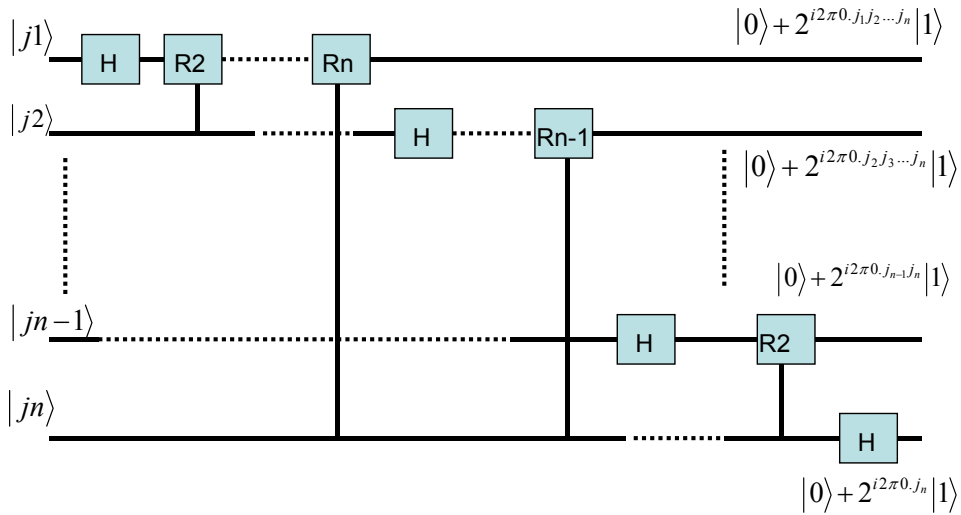 |j1⟩ H R2 Rn |0⟩ + 2^{i2π0.j₁j₂...jₙ}|1⟩
|j2⟩ H Rn-1
|0⟩ + 2^{i2π0.j₂j₃...jₙ}|1⟩
|0⟩ + 2^{i2π0.jₙ₋₁jₙ}|1⟩
|jn−1⟩ H R2
|jn⟩ H
|0⟩ + 2^{i2π0.jₙ}|1⟩